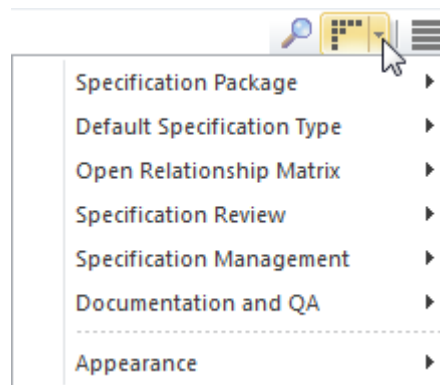 Specification Package
Default Specification Type
Open Relationship Matrix
Specification Review
Specification Management
Documentation and QA
Appearance